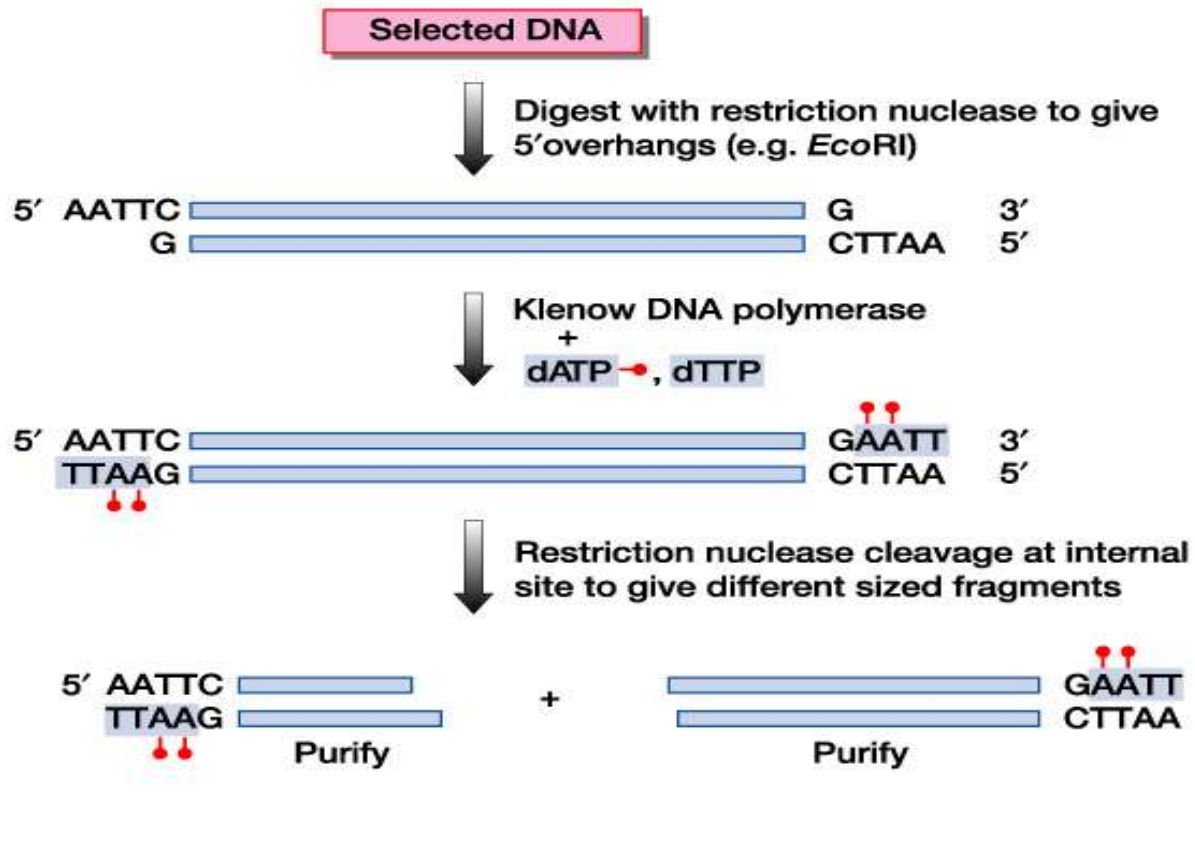 Selected DNA
Digest with restriction nuclease to give
5′overhangs (e.g. EcoRI)
5′ AATTC G 3′
G CTTAA 5′
Klenow DNA polymerase
+
dATP , dTTP
5′ AATTC GAATT 3′
TTAAG CTTAA 5′
Restriction nuclease cleavage at internal
site to give different sized fragments
5′ AATTC + GAATT
TTAAG CTTAA
Purify Purify